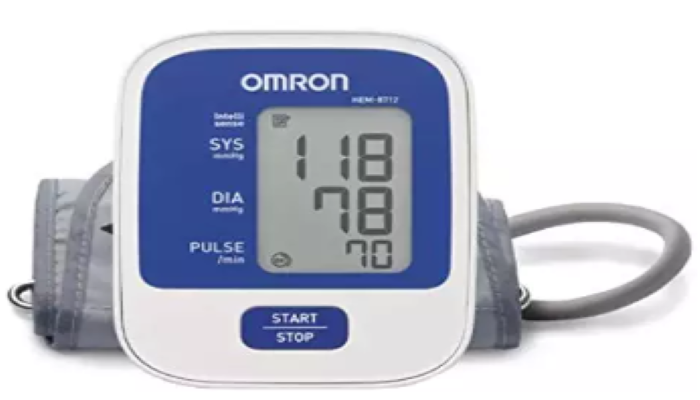 OMRON
HEM-8712
Intelli
sense
SYS
mmHg
118
DIA
mmHg
78
PULSE
/min
70
START
STOP